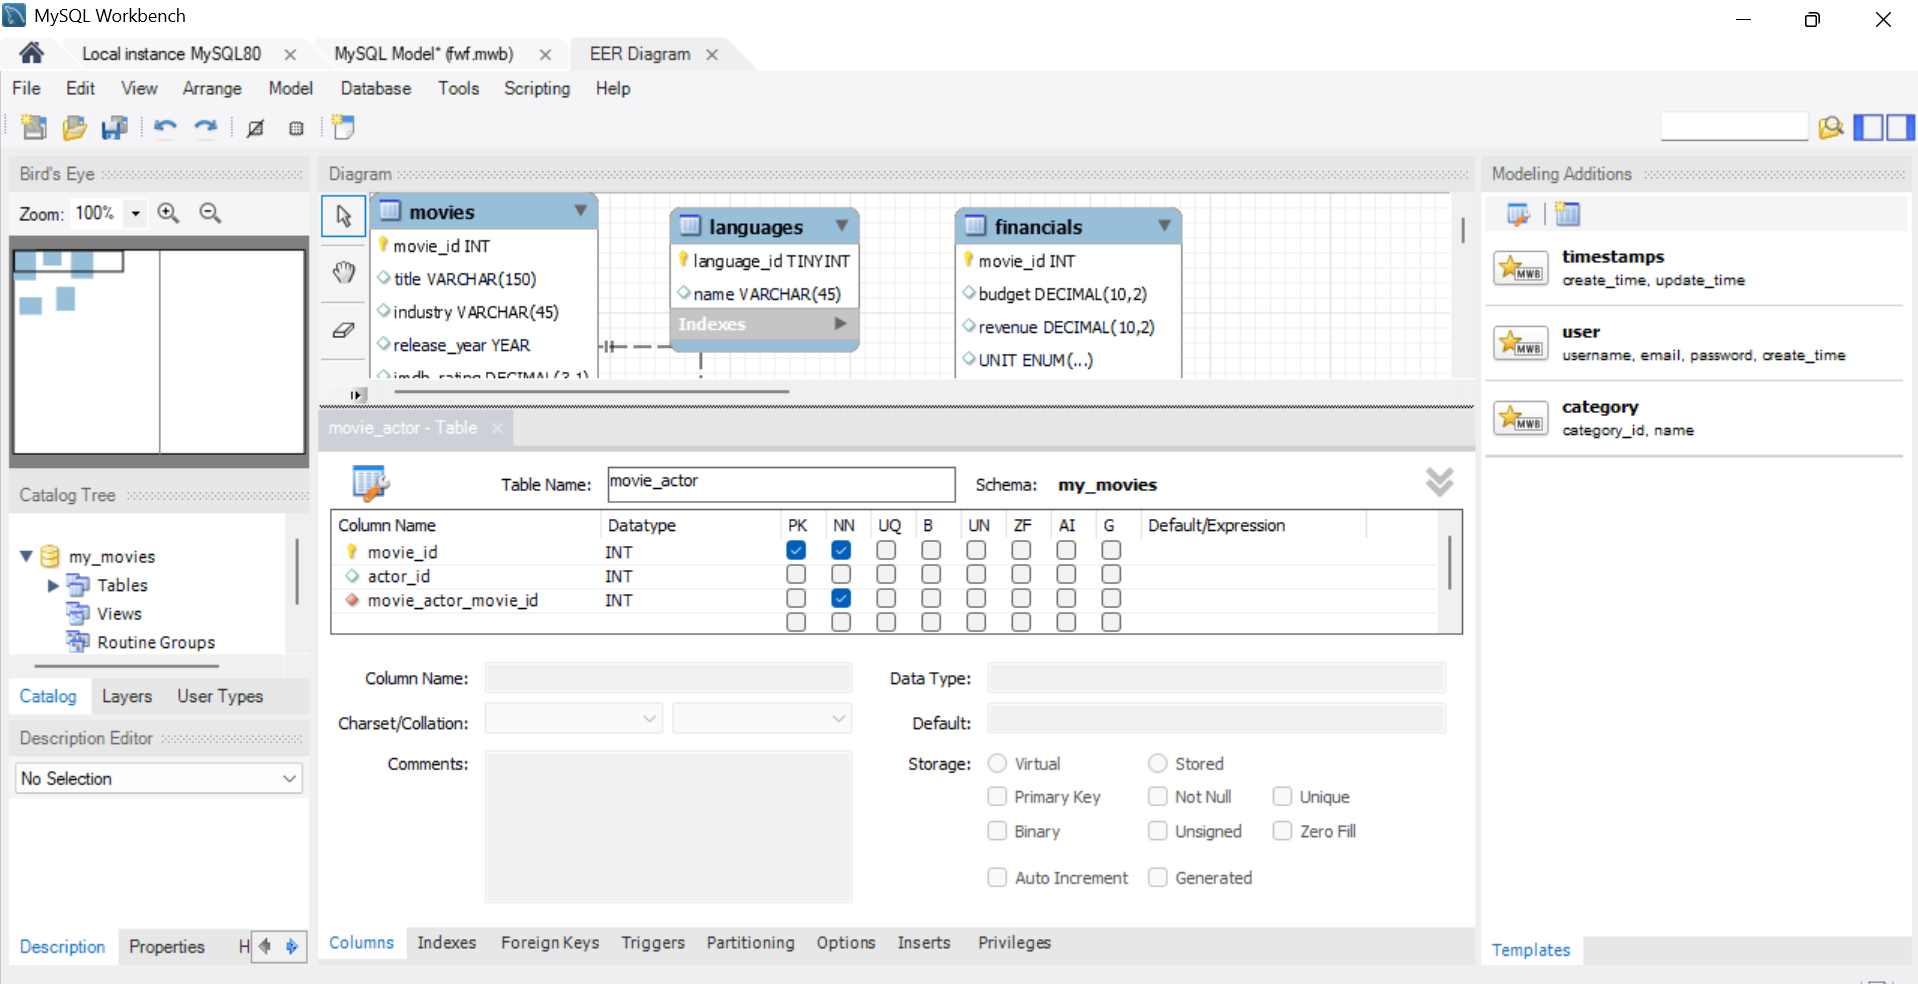 MySQL Workbench
Local instance MySQL80
MySQL Model* (fwf.mwb)
EER Diagram
File Edit View Arrange Model Database Tools Scripting Help
Bird's Eye
Zoom: 100%
Diagram
movies
movie_id INT
title VARCHAR(150)
industry VARCHAR(45)
release_year YEAR
imdb_rating DECIMAL(3,1)
languages
language_id TINYINT
name VARCHAR(45)
Indexes
financials
movie_id INT
budget DECIMAL(10,2)
revenue DECIMAL(10,2)
UNIT ENUM(...)
Modeling Additions
timestamps
create_time, update_time
user
username, email, password, create_time
category
category_id, name
Templates
Catalog Tree
my_movies
Tables
Views
Routine Groups
Catalog Layers User Types
Description Editor
No Selection
Description Properties H
movie_actor - Table
Table Name: movie_actor Schema: my_movies
Column Name Datatype PK NN UQ B UN ZF AI G Default/Expression
movie_id INT
actor_id INT
movie_actor_movie_id INT
Column Name: Data Type:
Charset/Collation: Default:
Comments: Storage: Virtual Stored
Primary Key Not Null Unique
Binary Unsigned Zero Fill
Auto Increment Generated
Columns Indexes Foreign Keys Triggers Partitioning Options Inserts Privileges